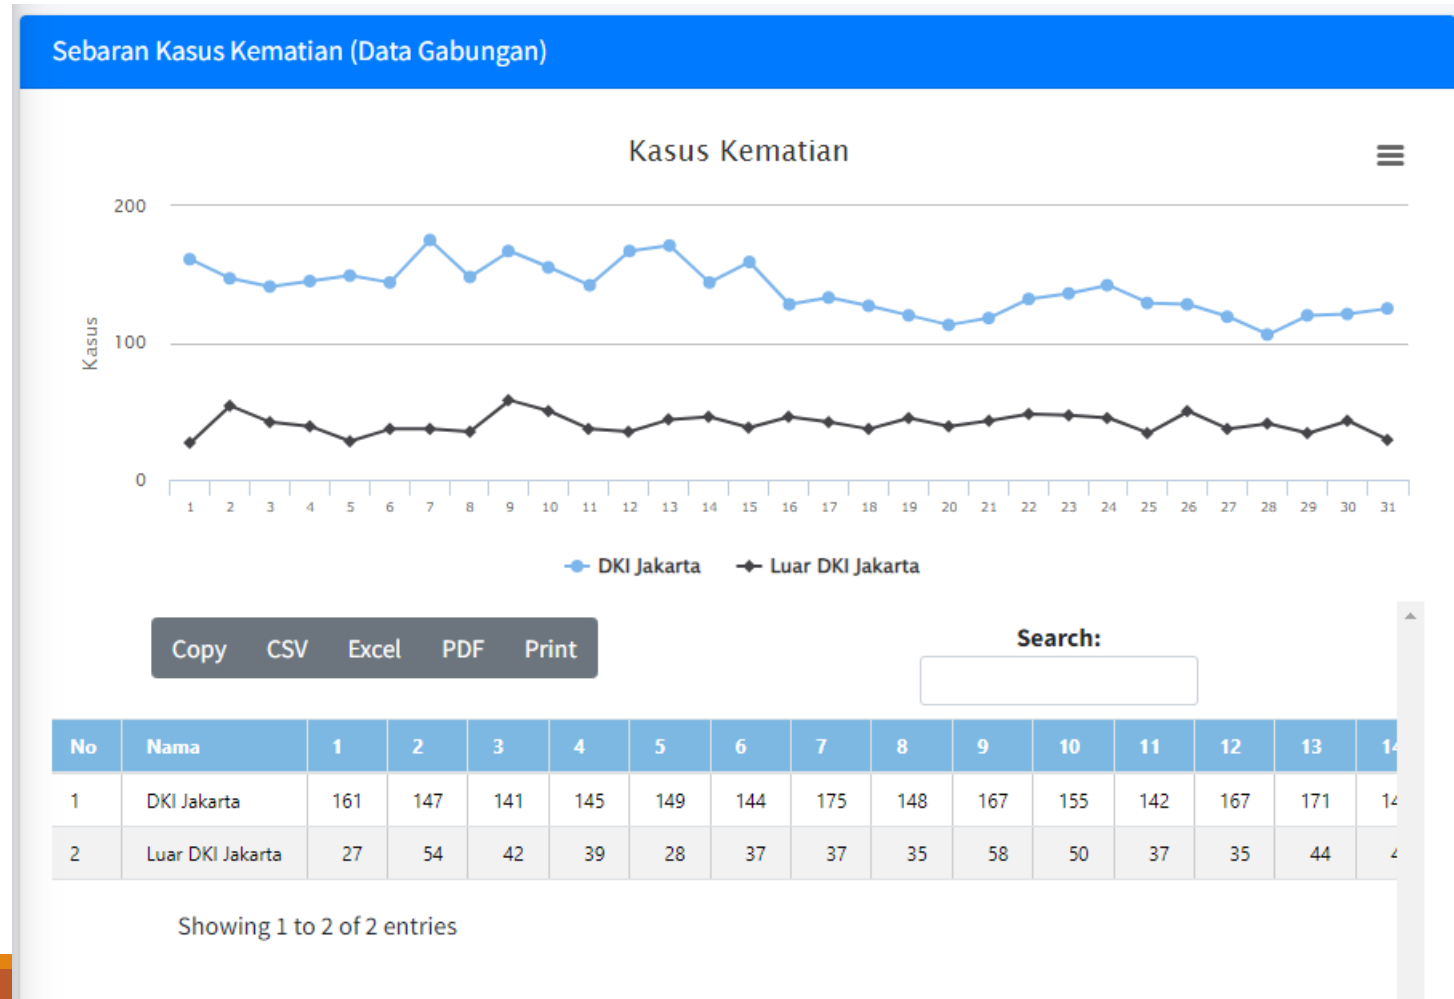 Sebaran Kasus Kematian (Data Gabungan)
Kasus Kematian
200
100
0
Kasus
1 2 3 4 5 6 7 8 9 10 11 12 13 14 15 16 17 18 19 20 21 22 23 24 25 26 27 28 29 30 31
DKI Jakarta Luar DKI Jakarta
Copy CSV Excel PDF Print
Search:
No Nama 1 2 3 4 5 6 7 8 9 10 11 12 13
1 DKI Jakarta 161 147 141 145 149 144 175 148 167 155 142 167 171
2 Luar DKI Jakarta 27 54 42 39 28 37 37 35 58 50 37 35 44
Showing 1 to 2 of 2 entries